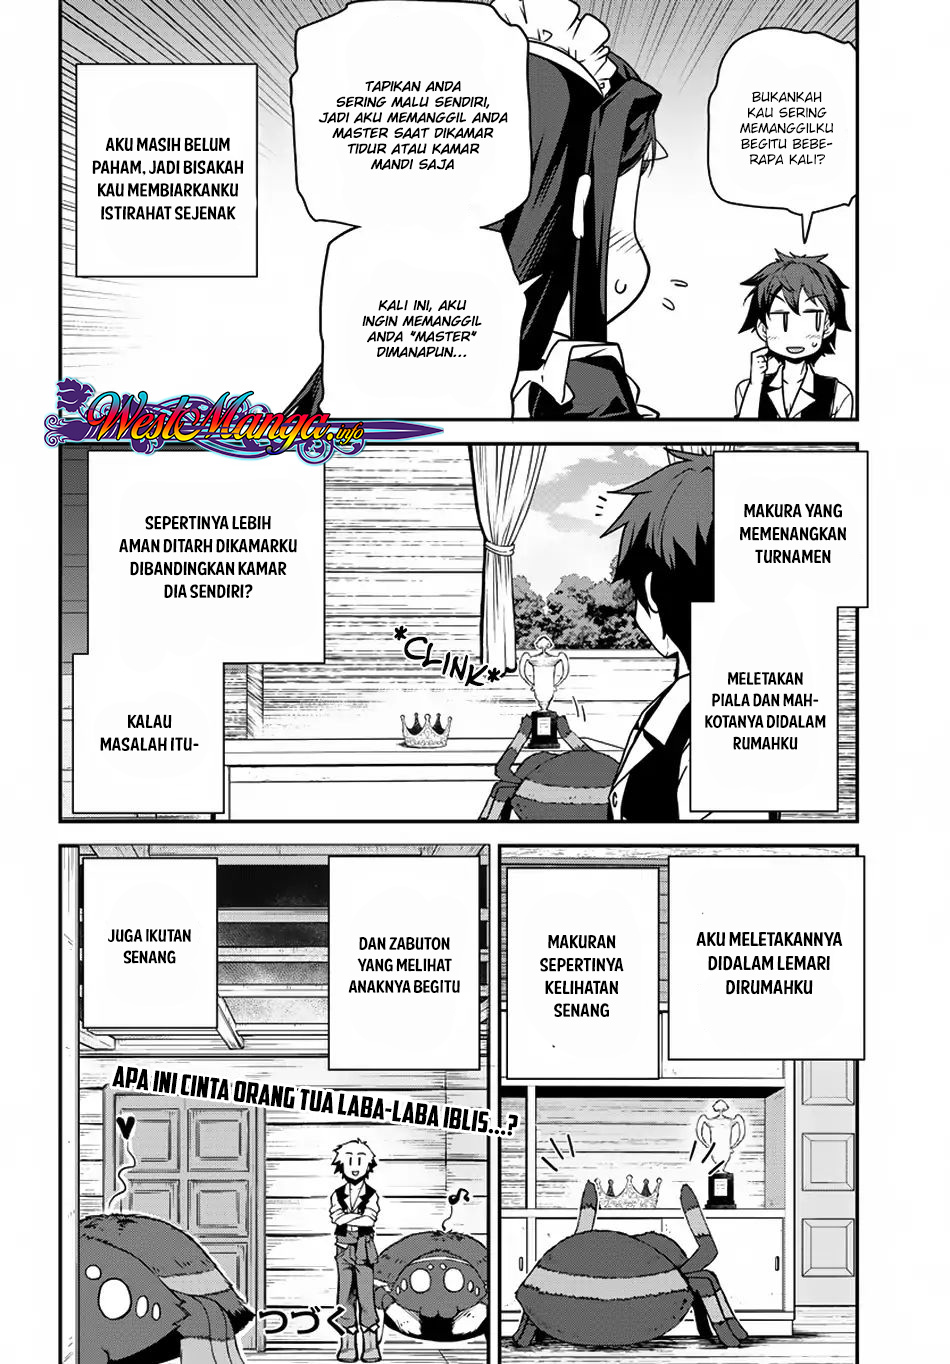 BUKANKAH
KAU SERING
MEMANGGILKU
BEGITU BEBE-
RAPA KALI?
TAPIKAN ANDA
SERING MALU SENDIRI,
JADI AKU MEMANGGIL ANDA
MASTER SAAT DIKAMAR
TIDUR ATAU KAMAR
MANDI SAJA
KALI INI, AKU
INGIN MEMANGGIL
ANDA "MASTER"
DIMANAPUN...
AKU MASIH BELUM
PAHAM, JADI BISAKAH
KAU MEMBIARKANKU
ISTIRAHAT SEJENAK
WestManga.info
MAKURA YANG
MEMENANGKAN
TURNAMEN
MELETAKAN
PIALA DAN MAH-
KOTANYA DIDALAM
RUMAHKU
*CLINK*
SEPERTINYA LEBIH
AMAN DITARH DIKAMARKU
DIBANDINGKAN KAMAR
DIA SENDIRI?
KALAU
MASALAH ITU-
AKU MELETAKANNYA
DIDALAM LEMARI
DIRUMAHKU
MAKURAN
SEPERTINYA
KELIHATAN
SENANG
DAN ZABUTON
YANG MELIHAT
ANAKNYA BEGITU
JUGA IKUTAN
SENANG
APA INI CINTA ORANG TUA LABA-LABA IBLIS...?
つづく